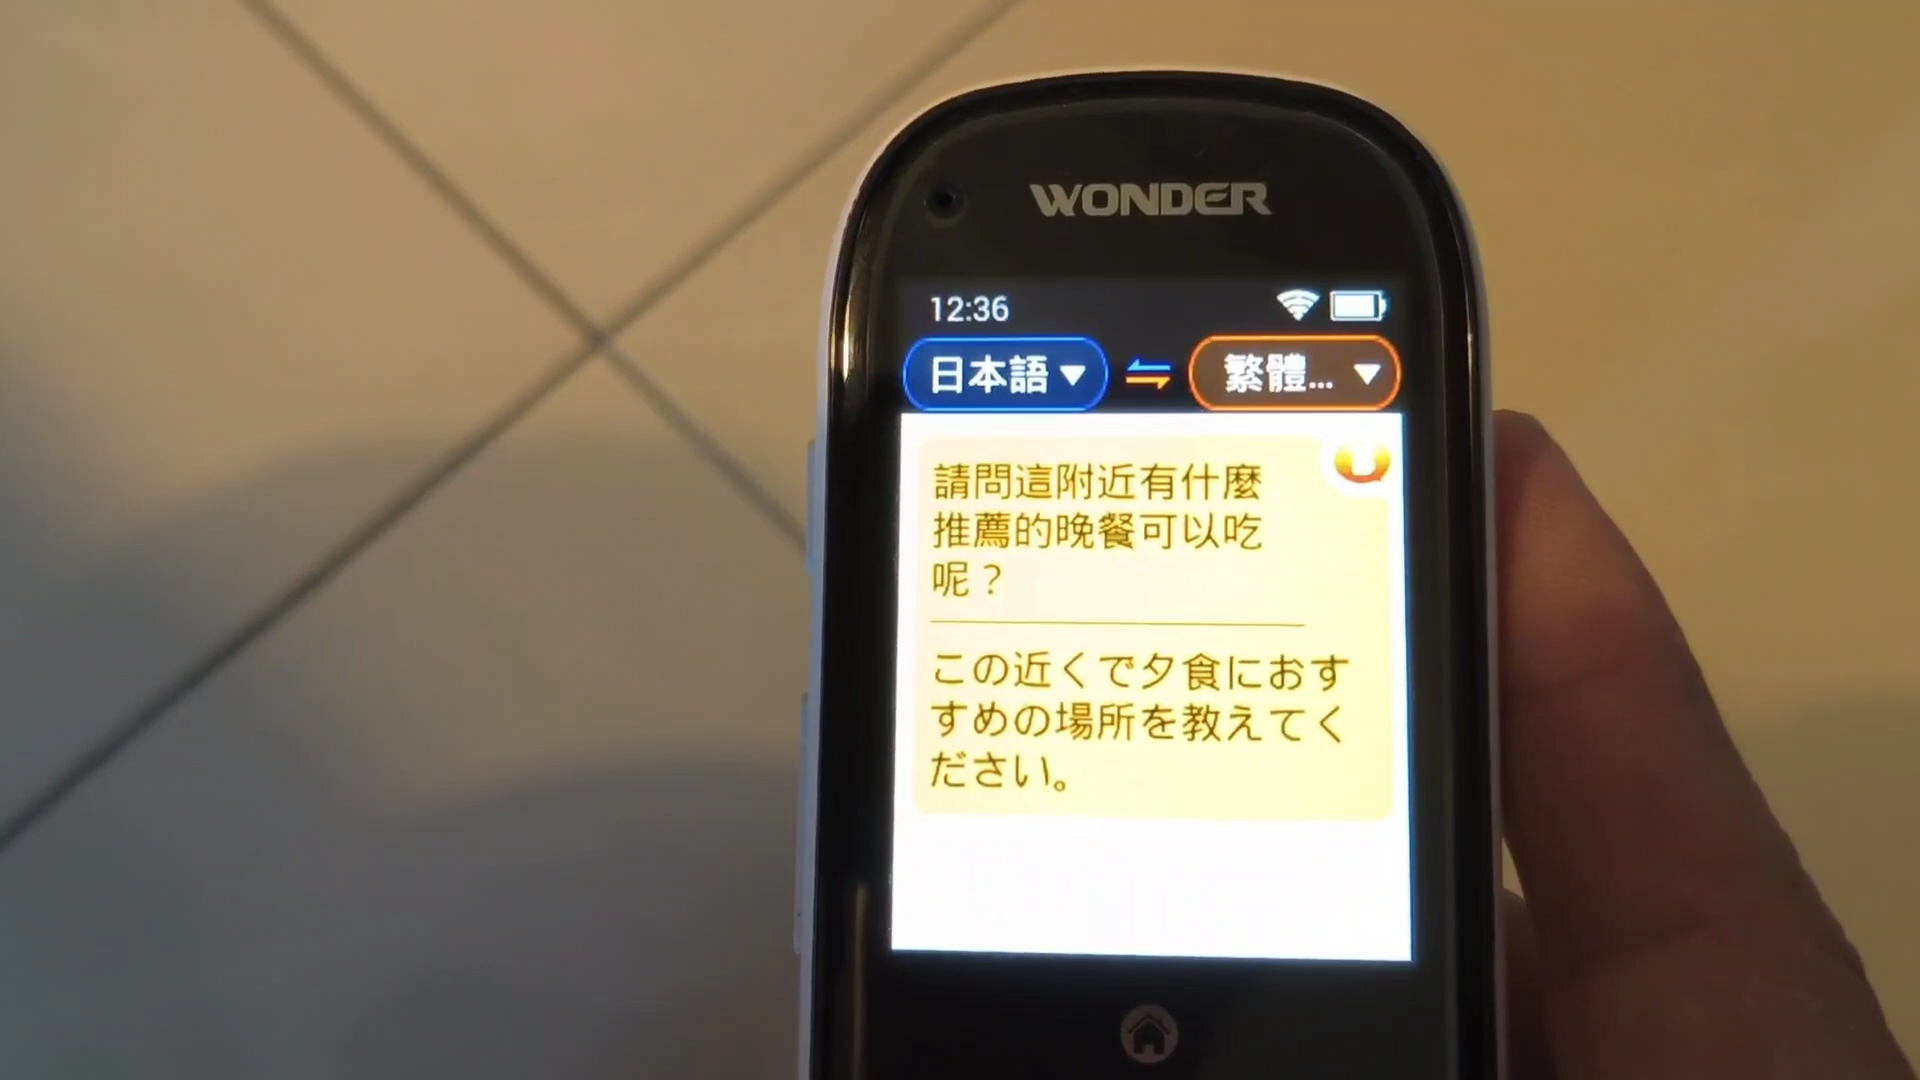 WONDER
12:36
日本語
繁體...
請問這附近有什麼
推薦的晚餐可以吃
呢？
この近くで夕食におす
すめの場所を教えてく
ださい。